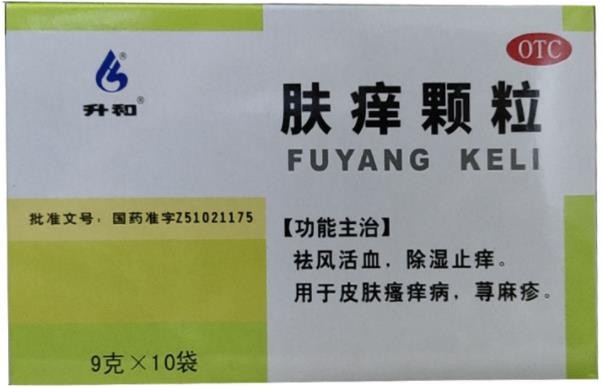 OTC
升和®
肤痒颗粒
FUYANG KELI
批准文号：国药准字Z51021175
【功能主治】
祛风活血，除湿止痒。
用于皮肤瘙痒病，荨麻疹。
9克×10袋